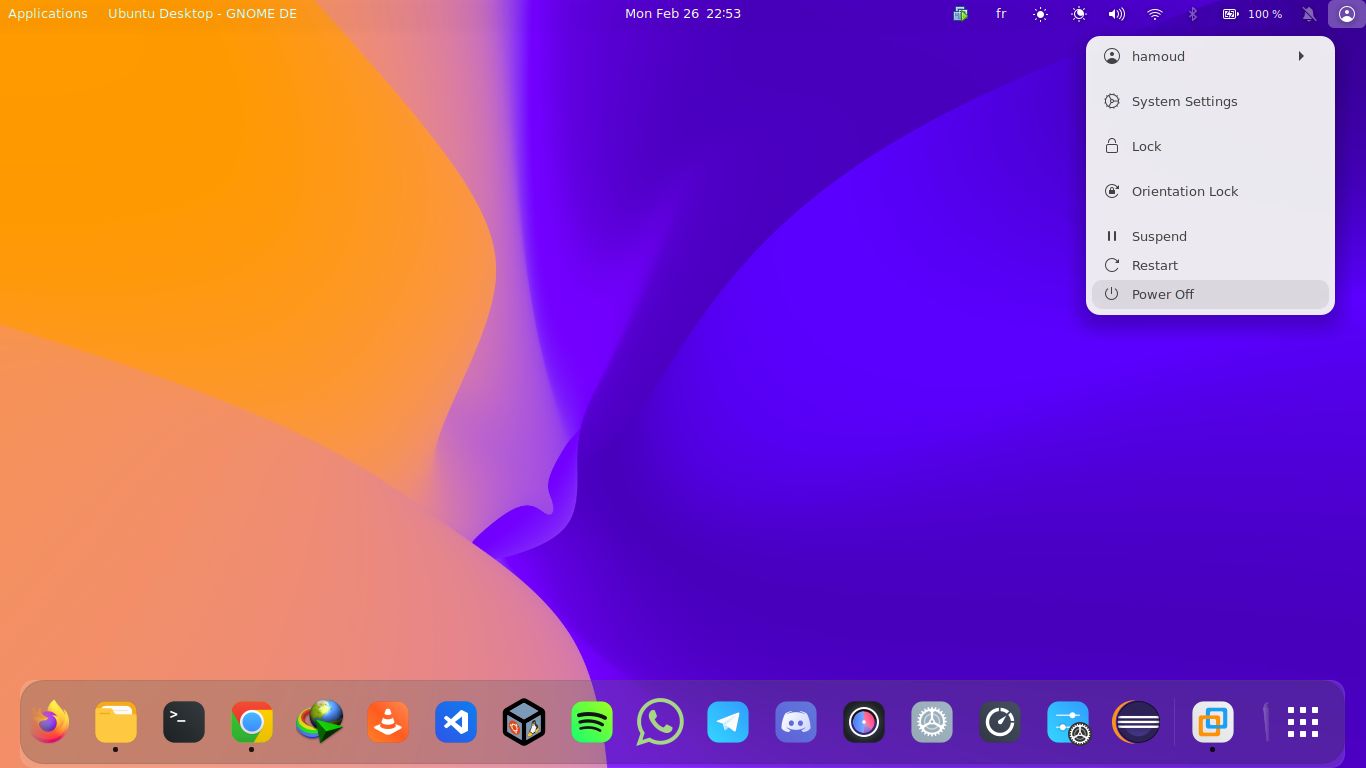 Applications Ubuntu Desktop - GNOME DE Mon Feb 26 22:53 fr 100 %
hamoud
System Settings
Lock
Orientation Lock
Suspend
Restart
Power Off
>_